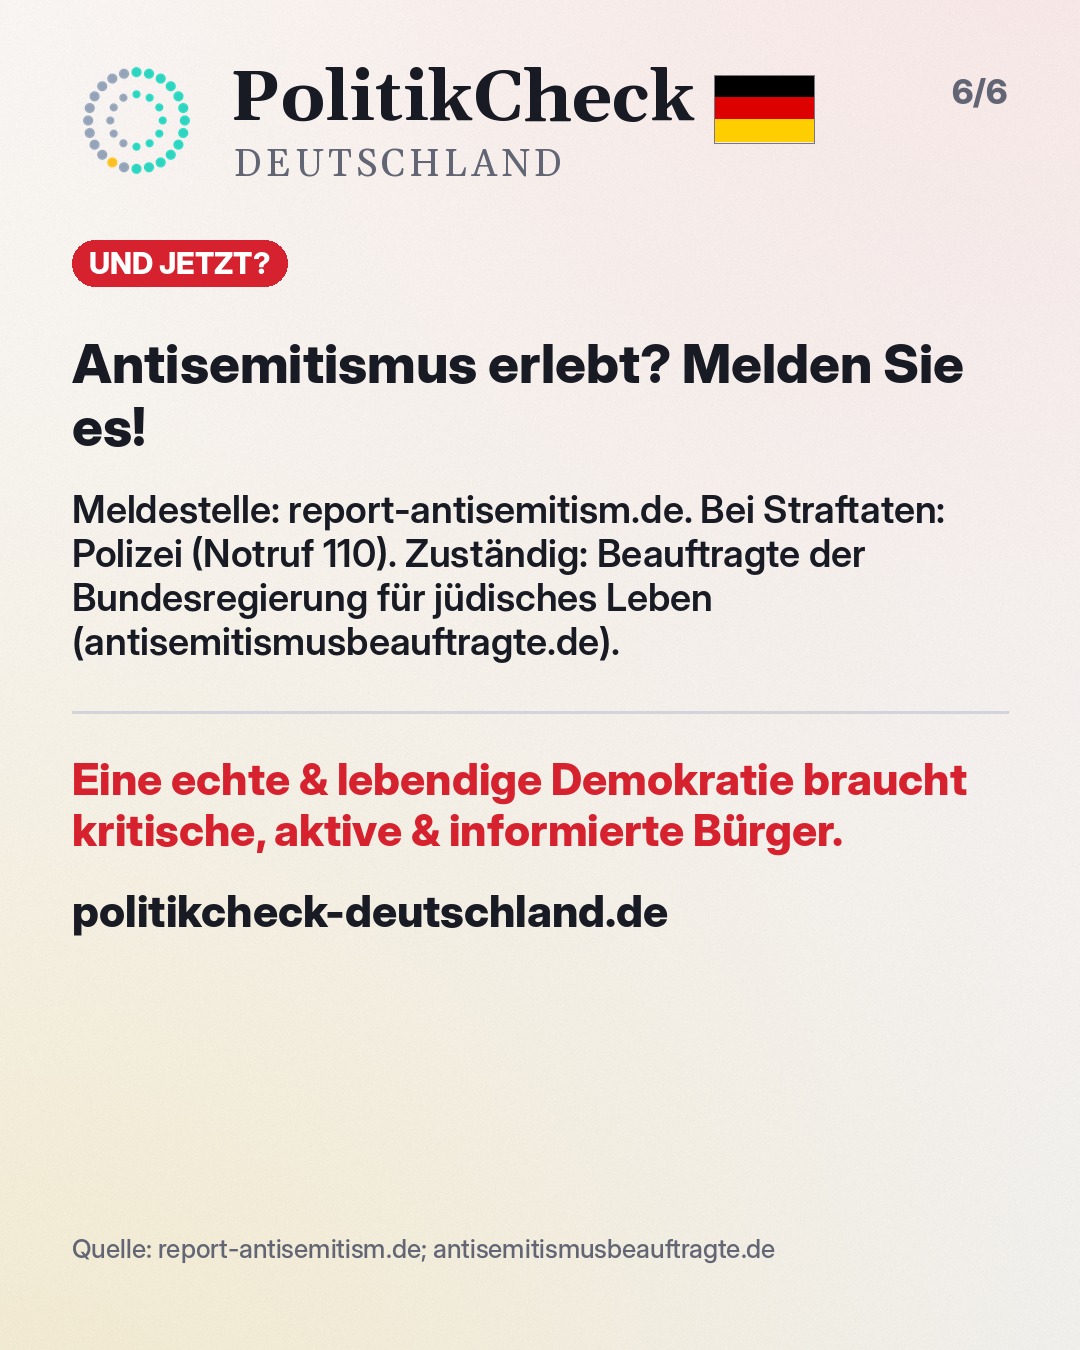 PolitikCheck
DEUTSCHLAND
6/6
UND JETZT?
Antisemitismus erlebt? Melden Sie
es!
Meldestelle: report-antisemitism.de. Bei Straftaten:
Polizei (Notruf 110). Zuständig: Beauftragte der
Bundesregierung für jüdisches Leben
(antisemitismusbeauftragte.de).
Eine echte & lebendige Demokratie braucht
kritische, aktive & informierte Bürger.
politikcheck-deutschland.de
Quelle: report-antisemitism.de; antisemitismusbeauftragte.de